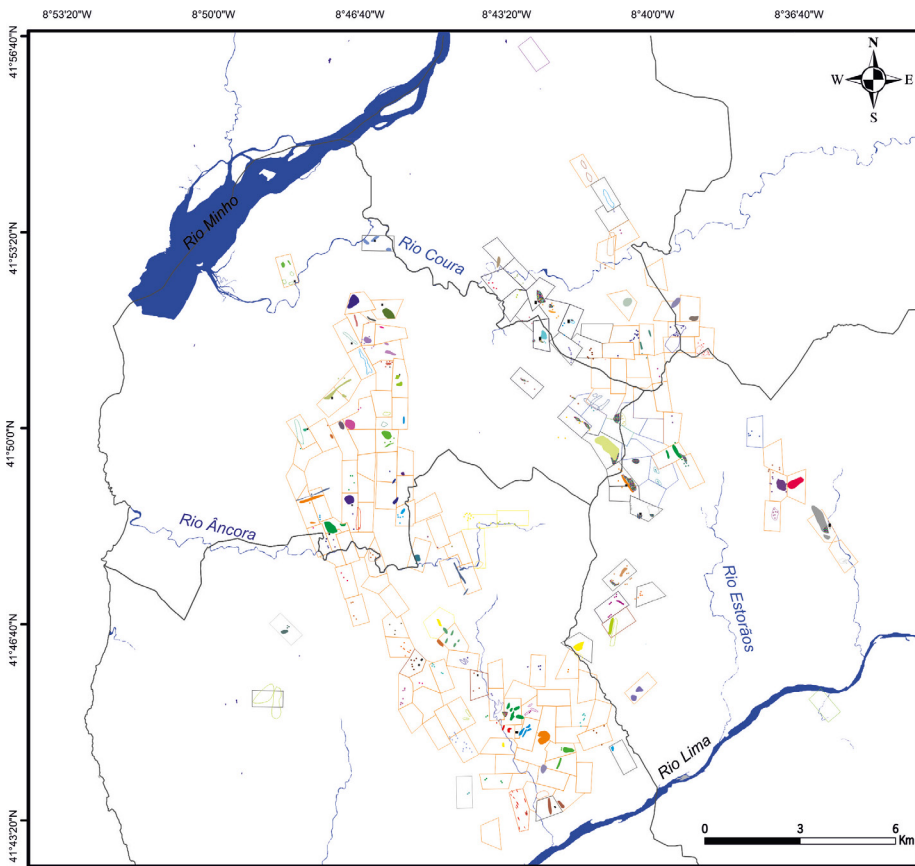 8°53'20"W 8°50'0"W 8°46'40"W 8°43'20"W 8°40'0"W 8°36'40"W
41°56'40"N
N
W E
S
41°53'20"N
Rio Minho
Rio Coura
41°50'0"N
Rio Âncora
Rio Estorãos
41°46'40"N
Rio Lima
41°43'20"N
0 3 6
Km